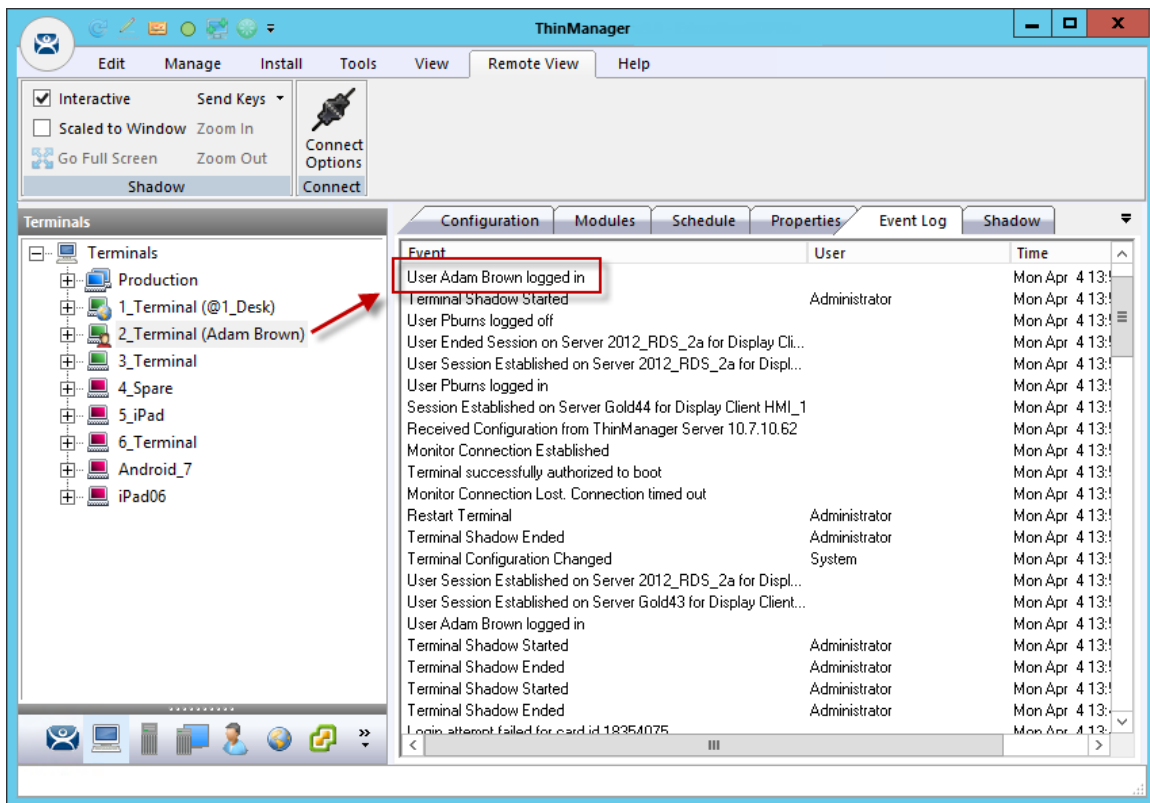 ThinManager
Edit Manage Install Tools View Remote View Help
Interactive Send Keys
Scaled to Window Zoom In
Go Full Screen Zoom Out
Connect Options
Shadow Connect
Terminals
Configuration Modules Schedule Properties Event Log Shadow
Terminals
Production
1_Terminal (@1_Desk)
2_Terminal (Adam Brown)
3_Terminal
4_Spare
5_iPad
6_Terminal
Android_7
iPad06
Event User Time
User Adam Brown logged in Mon Apr 4 13:
Terminal Shadow Started Administrator Mon Apr 4 13:
User Pburns logged off Mon Apr 4 13:
User Ended Session on Server 2012_RDS_2a for Display Cli... Mon Apr 4 13:
User Session Established on Server 2012_RDS_2a for Displ... Mon Apr 4 13:
User Pburns logged in Mon Apr 4 13:
Session Established on Server Gold44 for Display Client HMI_1 Mon Apr 4 13:
Received Configuration from ThinManager Server 10.7.10.62 Mon Apr 4 13:
Monitor Connection Established Mon Apr 4 13:
Terminal successfully authorized to boot Mon Apr 4 13:
Monitor Connection Lost. Connection timed out Mon Apr 4 13:
Restart Terminal Administrator Mon Apr 4 13:
Terminal Shadow Ended Administrator Mon Apr 4 13:
Terminal Configuration Changed System Mon Apr 4 13:
User Session Established on Server 2012_RDS_2a for Displ... Mon Apr 4 13:
User Session Established on Server Gold43 for Display Client... Mon Apr 4 13:
User Adam Brown logged in Mon Apr 4 13:
Terminal Shadow Started Administrator Mon Apr 4 13:
Terminal Shadow Ended Administrator Mon Apr 4 13:
Terminal Shadow Started Administrator Mon Apr 4 13:
Terminal Shadow Ended Administrator Mon Apr 4 13:
Login attempt failed for card id 18354075 Mon Apr 4 13: